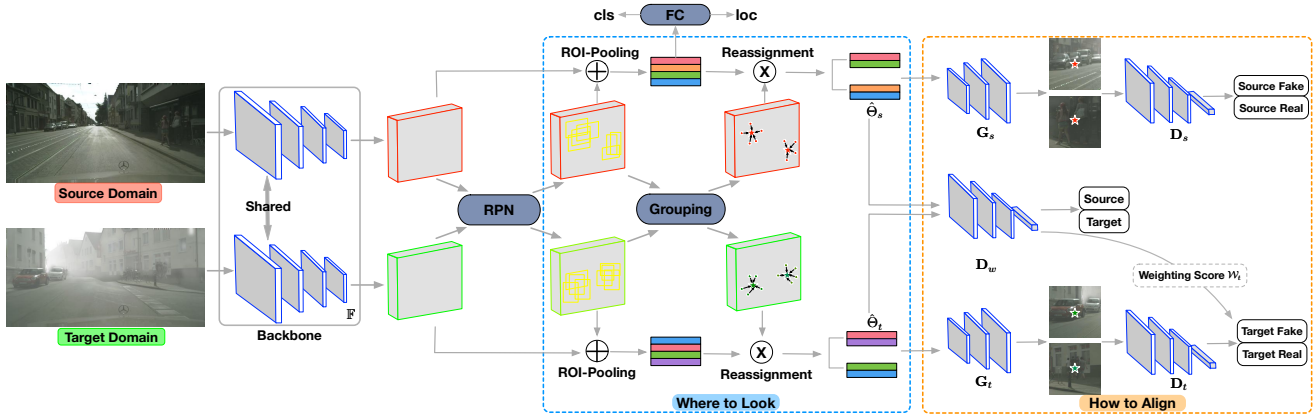 cls
FC
loc
ROI-Pooling
Reassignment
X
Θ̂ₛ
Gₛ
Dₛ
Source Fake
Source Real
Source Domain
Shared
RPN
Grouping
Source
Target
D_w
Weighting Score 𝒲ₜ
Target Domain
𝔽
Backbone
Θ̂ₜ
X
ROI-Pooling
Reassignment
Gₜ
Dₜ
Target Fake
Target Real
Where to Look
How to Align